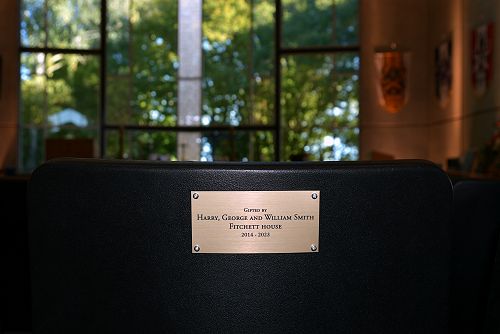 Gifted by
Harry, George and William Smith
Fitchett House
2014 - 2023